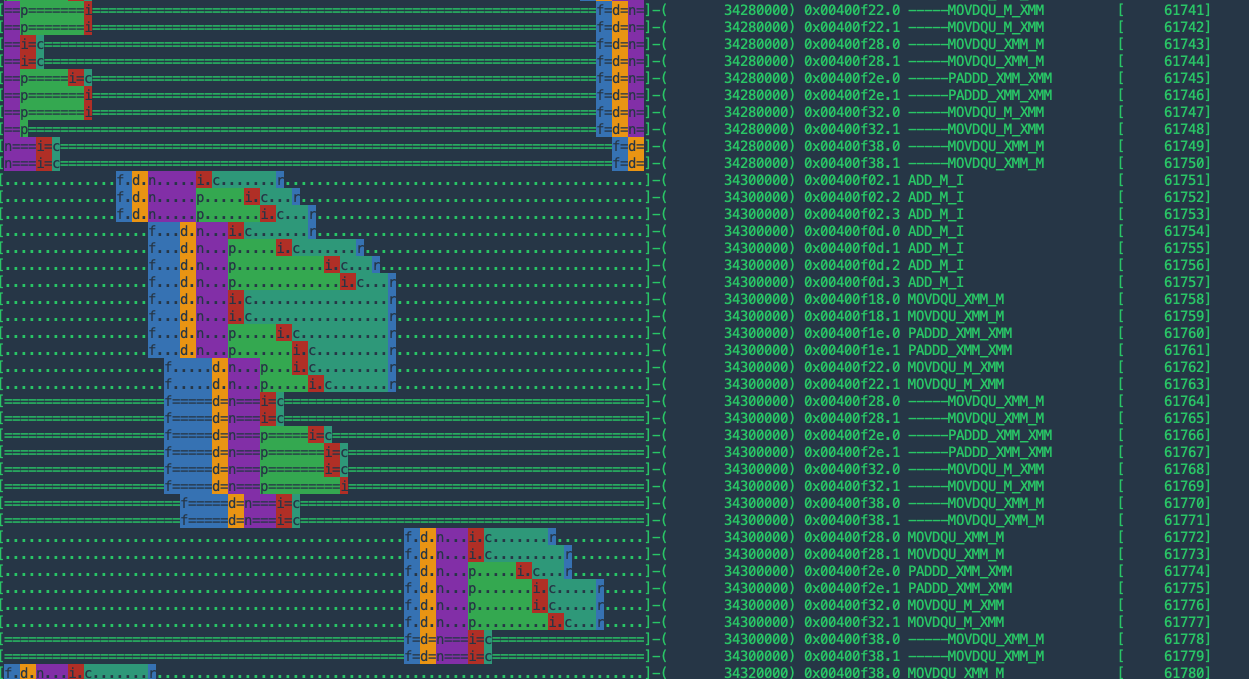 [==p=======i===============================================================f=d=n=]-( 34280000) 0x00400f22.0 -----MOVDQU_M_XMM [ 61741]
[==p=======i===============================================================f=d=n=]-( 34280000) 0x00400f22.1 -----MOVDQU_M_XMM [ 61742]
[==i=c=====================================================================f=d=n=]-( 34280000) 0x00400f28.0 -----MOVDQU_XMM_M [ 61743]
[==i=c=====================================================================f=d=n=]-( 34280000) 0x00400f28.1 -----MOVDQU_XMM_M [ 61744]
[==p=====i=c===============================================================f=d=n=]-( 34280000) 0x00400f2e.0 -----PADDD_XMM_XMM [ 61745]
[==p=======i===============================================================f=d=n=]-( 34280000) 0x00400f2e.1 -----PADDD_XMM_XMM [ 61746]
[==p=======i===============================================================f=d=n=]-( 34280000) 0x00400f32.0 -----MOVDQU_M_XMM [ 61747]
[==p=======================================================================f=d=n=]-( 34280000) 0x00400f32.1 -----MOVDQU_M_XMM [ 61748]
[n===i=c=====================================================================f=d=]-( 34280000) 0x00400f38.0 -----MOVDQU_XMM_M [ 61749]
[n===i=c=====================================================================f=d=]-( 34280000) 0x00400f38.1 -----MOVDQU_XMM_M [ 61750]
[..............f.d.n.....i.c.......r.............................................]-( 34300000) 0x00400f02.1 ADD_M_I [ 61751]
[..............f.d.n.....p.....i.c...r...........................................]-( 34300000) 0x00400f02.2 ADD_M_I [ 61752]
[..............f.d.n.....p.......i.c...r.........................................]-( 34300000) 0x00400f02.3 ADD_M_I [ 61753]
[..................f...d.n...i.c.......r.........................................]-( 34300000) 0x00400f0d.0 ADD_M_I [ 61754]
[..................f...d.n...p.....i.c.......r...................................]-( 34300000) 0x00400f0d.1 ADD_M_I [ 61755]
[..................f...d.n...p...........i.c...r.................................]-( 34300000) 0x00400f0d.2 ADD_M_I [ 61756]
[..................f...d.n...p.............i.c...r...............................]-( 34300000) 0x00400f0d.3 ADD_M_I [ 61757]
[..................f...d.n...i.c.................r...............................]-( 34300000) 0x00400f18.0 MOVDQU_XMM_M [ 61758]
[..................f...d.n...i.c.................r...............................]-( 34300000) 0x00400f18.1 MOVDQU_XMM_M [ 61759]
[..................f...d.n...p.....i.c...........r...............................]-( 34300000) 0x00400f1e.0 PADDD_XMM_XMM [ 61760]
[..................f...d.n...p.......i.c.........r...............................]-( 34300000) 0x00400f1e.1 PADDD_XMM_XMM [ 61761]
[....................f.....d.n...p...i.c.........r...............................]-( 34300000) 0x00400f22.0 MOVDQU_M_XMM [ 61762]
[....................f.....d.n...p.....i.c.......r...............................]-( 34300000) 0x00400f22.1 MOVDQU_M_XMM [ 61763]
[====================f=====d=n===i=c=============================================]-( 34300000) 0x00400f28.0 -----MOVDQU_XMM_M [ 61764]
[====================f=====d=n===i=c=============================================]-( 34300000) 0x00400f28.1 -----MOVDQU_XMM_M [ 61765]
[====================f=====d=n===p=====i=c=======================================]-( 34300000) 0x00400f2e.0 -----PADDD_XMM_XMM [ 61766]
[====================f=====d=n===p=======i=c=====================================]-( 34300000) 0x00400f2e.1 -----PADDD_XMM_XMM [ 61767]
[====================f=====d=n===p=======i=c=====================================]-( 34300000) 0x00400f32.0 -----MOVDQU_M_XMM [ 61768]
[====================f=====d=n===p=========i=====================================]-( 34300000) 0x00400f32.1 -----MOVDQU_M_XMM [ 61769]
[======================f=====d=n===i=c===========================================]-( 34300000) 0x00400f38.0 -----MOVDQU_XMM_M [ 61770]
[======================f=====d=n===i=c===========================================]-( 34300000) 0x00400f38.1 -----MOVDQU_XMM_M [ 61771]
[..................................................f.d.n...i.c.......r...........]-( 34300000) 0x00400f28.0 MOVDQU_XMM_M [ 61772]
[..................................................f.d.n...i.c.........r.........]-( 34300000) 0x00400f28.1 MOVDQU_XMM_M [ 61773]
[..................................................f.d.n...p.....i.c...r.........]-( 34300000) 0x00400f2e.0 PADDD_XMM_XMM [ 61774]
[..................................................f.d.n...p.......i.c.....r.....]-( 34300000) 0x00400f2e.1 PADDD_XMM_XMM [ 61775]
[..................................................f.d.n...p.......i.c.....r.....]-( 34300000) 0x00400f32.0 MOVDQU_M_XMM [ 61776]
[..................................................f.d.n...p.........i.c...r.....]-( 34300000) 0x00400f32.1 MOVDQU_M_XMM [ 61777]
[==================================================f=d=n===i=c===================]-( 34300000) 0x00400f38.0 -----MOVDQU_XMM_M [ 61778]
[==================================================f=d=n===i=c===================]-( 34300000) 0x00400f38.1 -----MOVDQU_XMM_M [ 61779]
[f.d.n...i.c.......r.............................................................]-( 34320000) 0x00400f38.0 MOVDQU_XMM_M [ 61780]